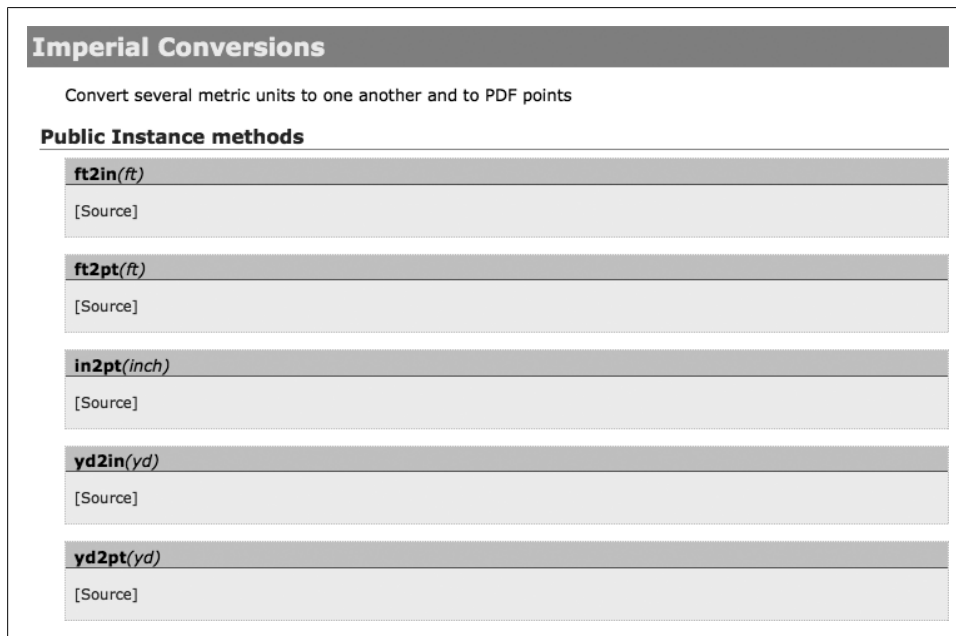 Imperial Conversions
Convert several metric units to one another and to PDF points
Public Instance methods
ft2in(ft)
[Source]
ft2pt(ft)
[Source]
in2pt(inch)
[Source]
yd2in(yd)
[Source]
yd2pt(yd)
[Source]